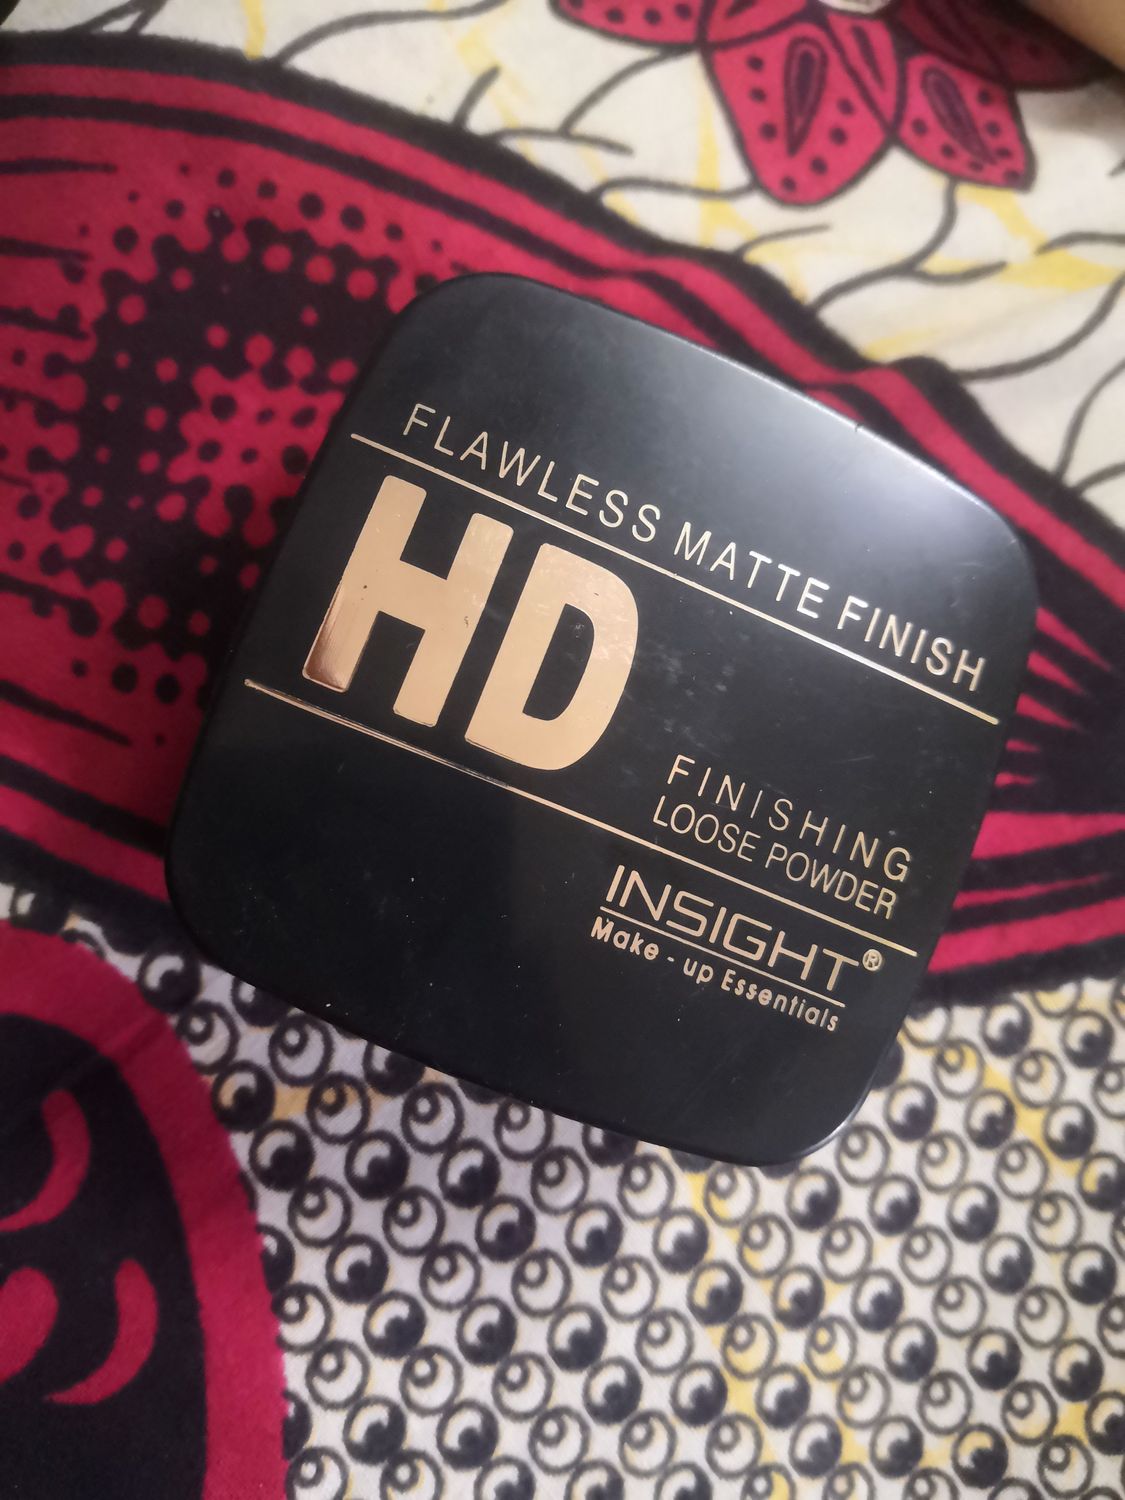 FLAWLESS MATTE FINISH
HD
FINISHING
LOOSE POWDER
INSIGHT®
Make-up Essentials